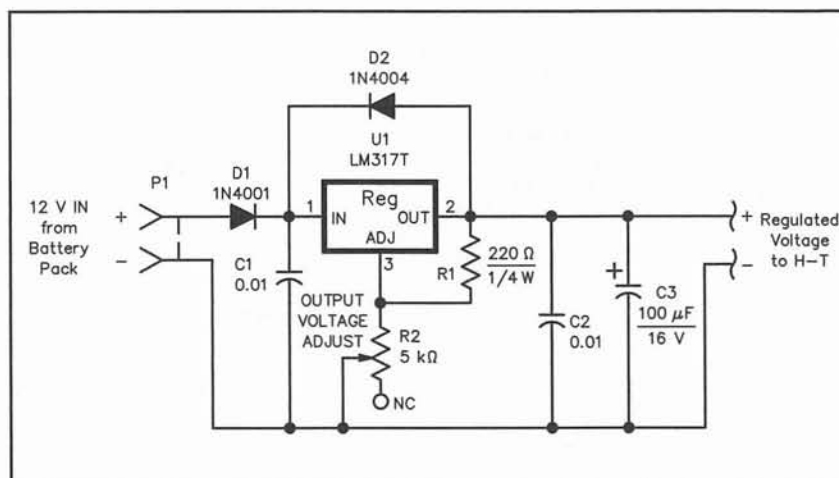 D2
1N4004
U1
LM317T
D1
1N4001
P1
12 V IN
from
Battery
Pack
+
−
1
Reg
IN
OUT
ADJ
2
3
R1
220 Ω
1/4 W
C1
0.01
OUTPUT
VOLTAGE
ADJUST
R2
5 kΩ
NC
C2
0.01
+
C3
100 μF
16 V
+
−
Regulated
Voltage
to H-T